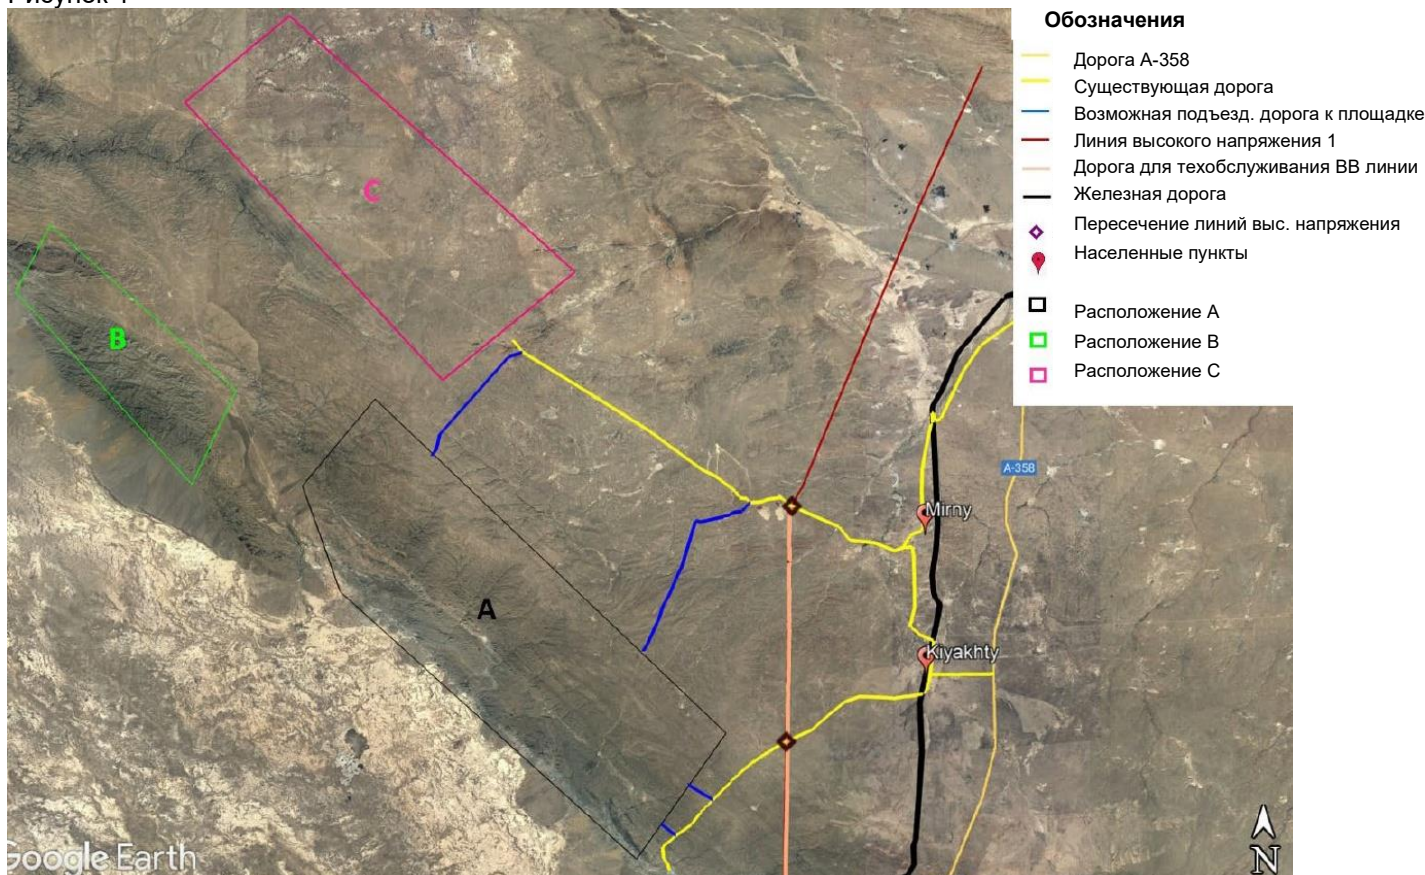 Обозначения
Дорога А-358
Существующая дорога
Возможная подъезд. дорога к площадке
Линия высокого напряжения 1
Дорога для техобслуживания ВВ линии
Железная дорога
Пересечение линий выс. напряжения
Населенные пункты
Расположение А
Расположение В
Расположение С
C
B
A-358
Mirny
A
Kiyakhty
Google Earth
N